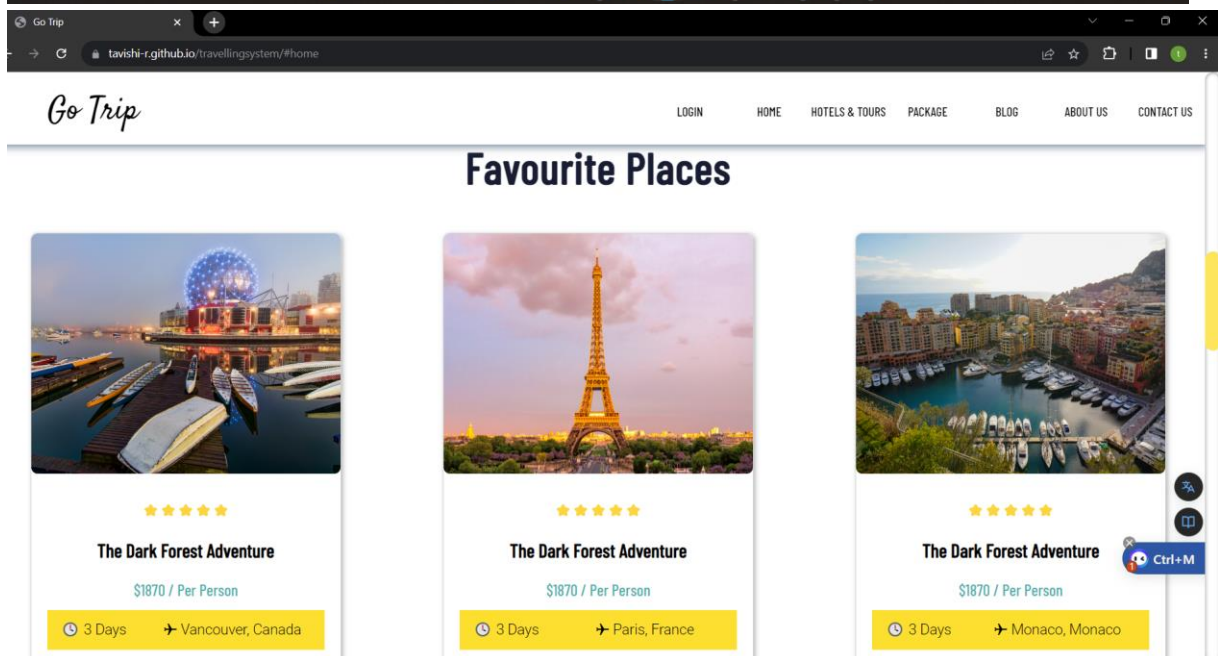 Go Trip
tavishi-r.github.io/travellingsystem/#home
t
Go Trip
LOGIN HOME HOTELS & TOURS PACKAGE BLOG ABOUT US CONTACT US
Favourite Places
The Dark Forest Adventure
$1870 / Per Person
3 Days Vancouver, Canada
The Dark Forest Adventure
$1870 / Per Person
3 Days Paris, France
The Dark Forest Adventure
$1870 / Per Person
3 Days Monaco, Monaco
1 Ctrl+M